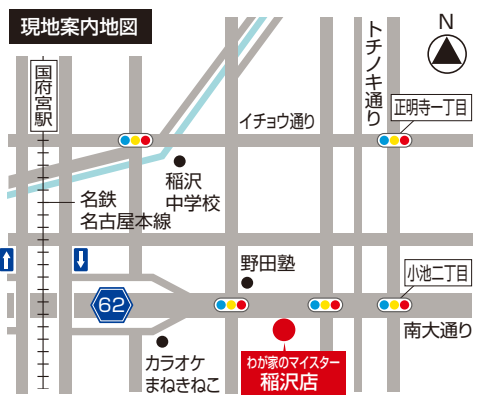 現地案内地図
N
国府宮駅
トチノキ通り
正明寺一丁目
イチョウ通り
稲沢
中学校
名鉄
名古屋本線
野田塾
小池二丁目
62
南大通り
カラオケ
まねきねこ
わが家のマイスター
稲沢店